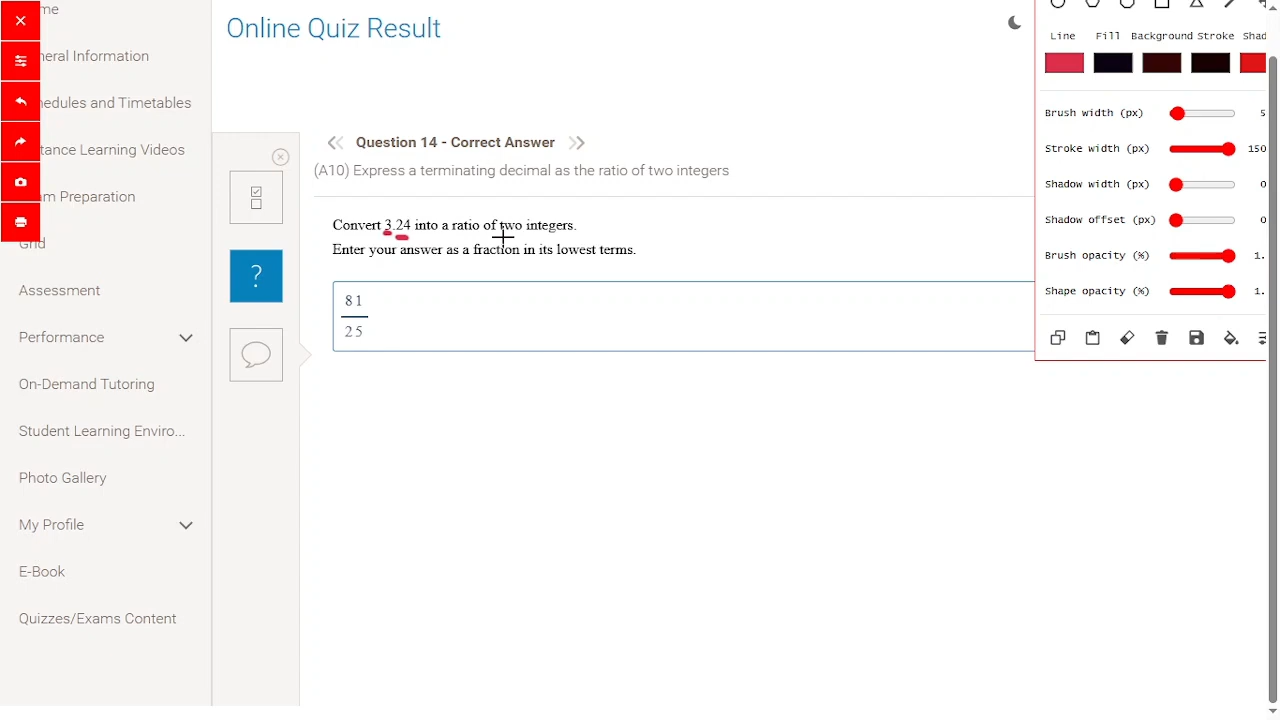 Online Quiz Result
General Information
Schedules and Timetables
Distance Learning Videos
Exam Preparation
Grid
Assessment
Performance
On-Demand Tutoring
Student Learning Enviro...
Photo Gallery
My Profile
E-Book
Quizzes/Exams Content
Question 14 - Correct Answer
(A10) Express a terminating decimal as the ratio of two integers
Convert 3.24 into a ratio of two integers.
Enter your answer as a fraction in its lowest terms.
81
25
?
Line Fill Background Stroke Shad
Brush width (px) 5
Stroke width (px) 150
Shadow width (px) 0
Shadow offset (px) 0
Brush opacity (%) 1.
Shape opacity (%) 1.